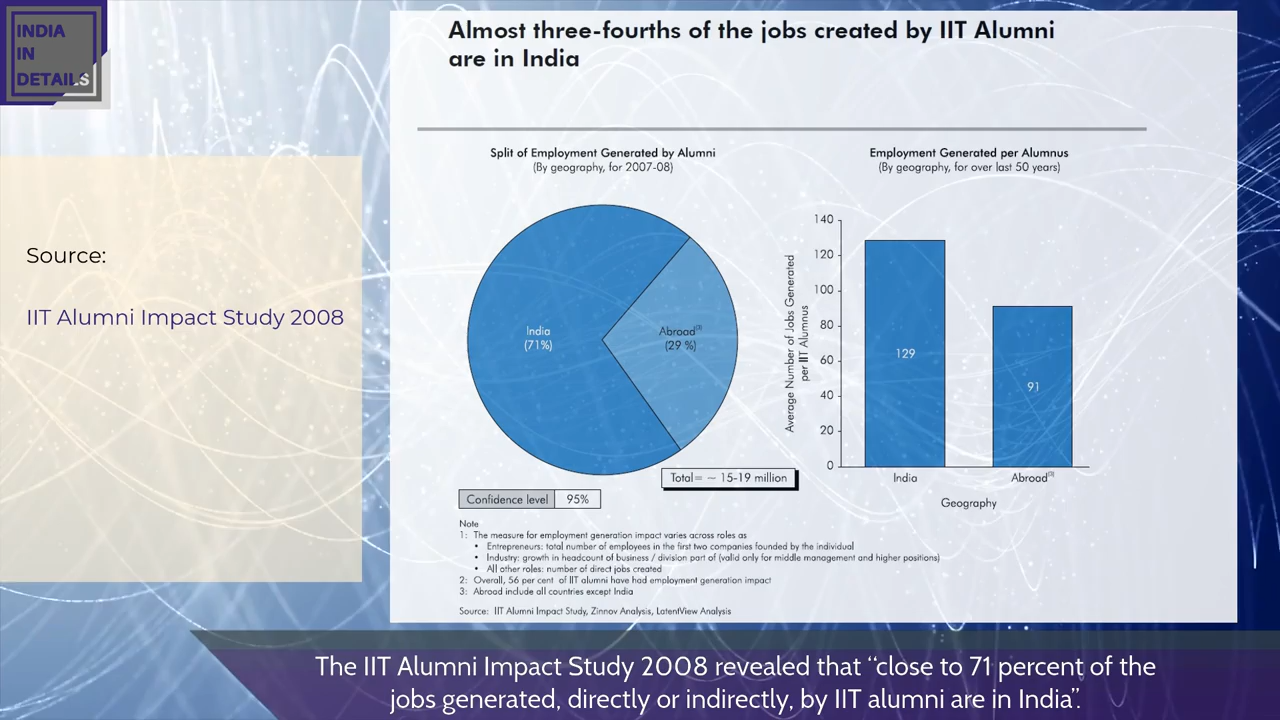 INDIA
IN
DETAILS
Almost three-fourths of the jobs created by IIT Alumni
are in India
Source:
IIT Alumni Impact Study 2008
Split of Employment Generated by Alumni
(By geography, for 2007-08)
India
(71%)
Abroad(3)
(29 %)
Total= ~ 15-19 million
Confidence level 95%
Employment Generated per Alumnus
(By geography, for over last 50 years)
Average Number of Jobs Generated
per IIT Alumnus
140
120
100
80
60
40
20
0
129
91
India
Abroad(3)
Geography
Note
1: The measure for employment generation impact varies across roles as
• Entrepreneurs: total number of employees in the first two companies founded by the individual
• Industry: growth in headcount of business / division part of (valid only for middle management and higher positions)
• All other roles: number of direct jobs created
2: Overall, 56 per cent of IIT alumni have had employment generation impact
3: Abroad include all countries except India
Source: IIT Alumni Impact Study, Zinnov Analysis, LatentView Analysis
The IIT Alumni Impact Study 2008 revealed that “close to 71 percent of the
jobs generated, directly or indirectly, by IIT alumni are in India”.